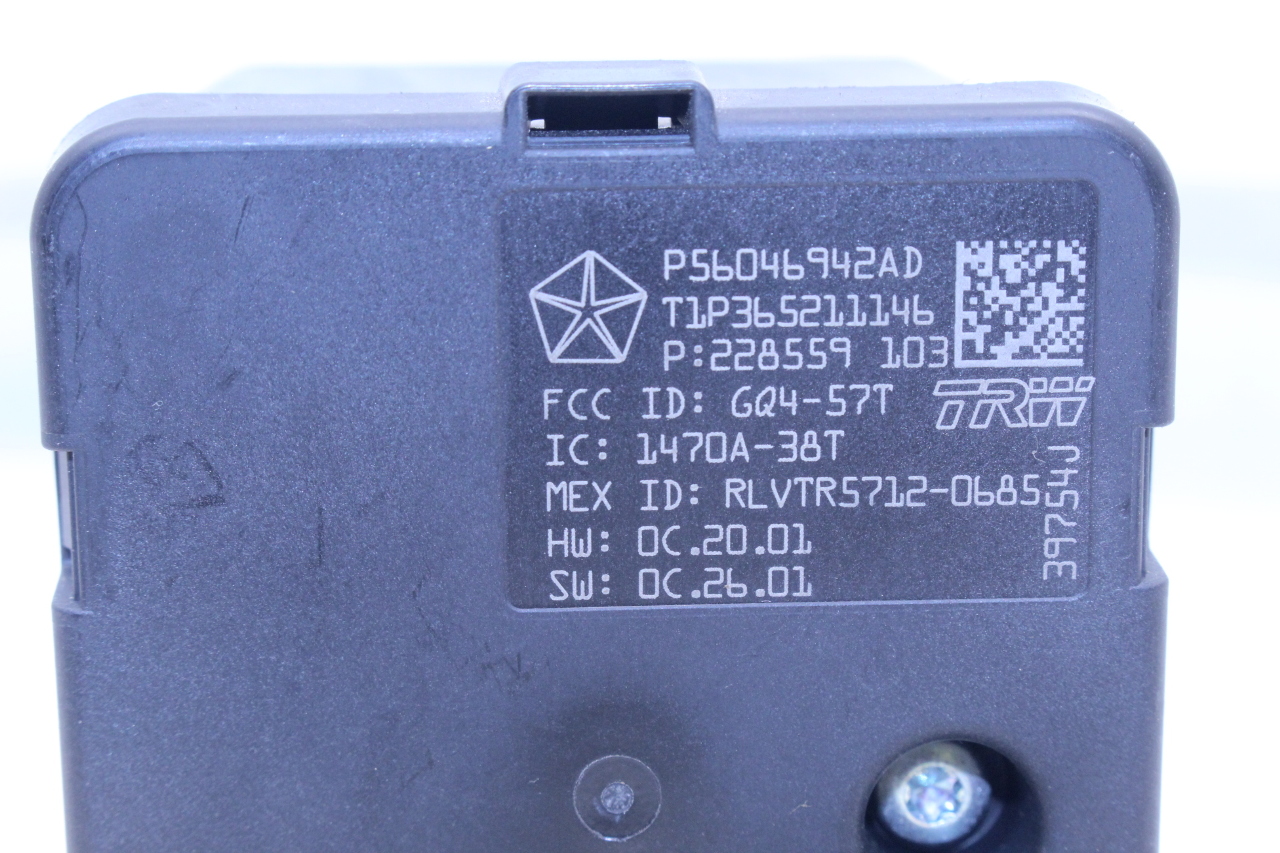 P56046942AD
T1P365211146
P:228559 103
FCC ID: GQ4-57T
TRW
IC: 1470A-38T
MEX ID: RLVTR5712-0685
HW: 0C.20.01
SW: 0C.26.01
39754J